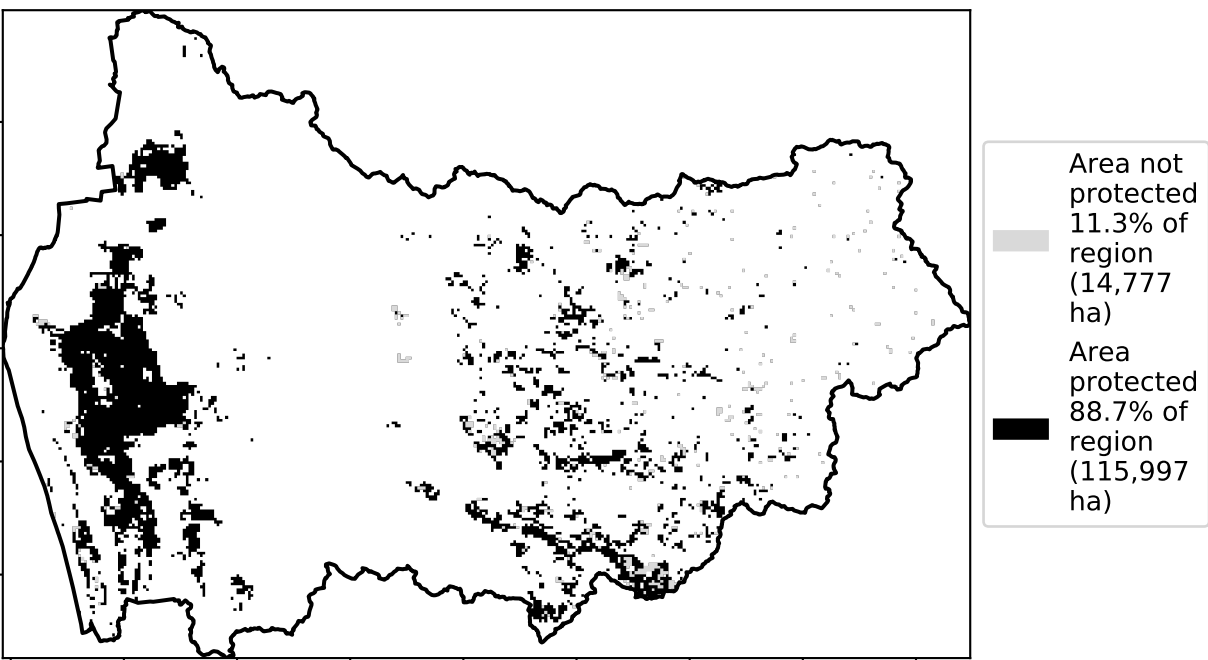 Area not
protected
11.3% of
region
(14,777
ha)
Area
protected
88.7% of
region
(115,997
ha)